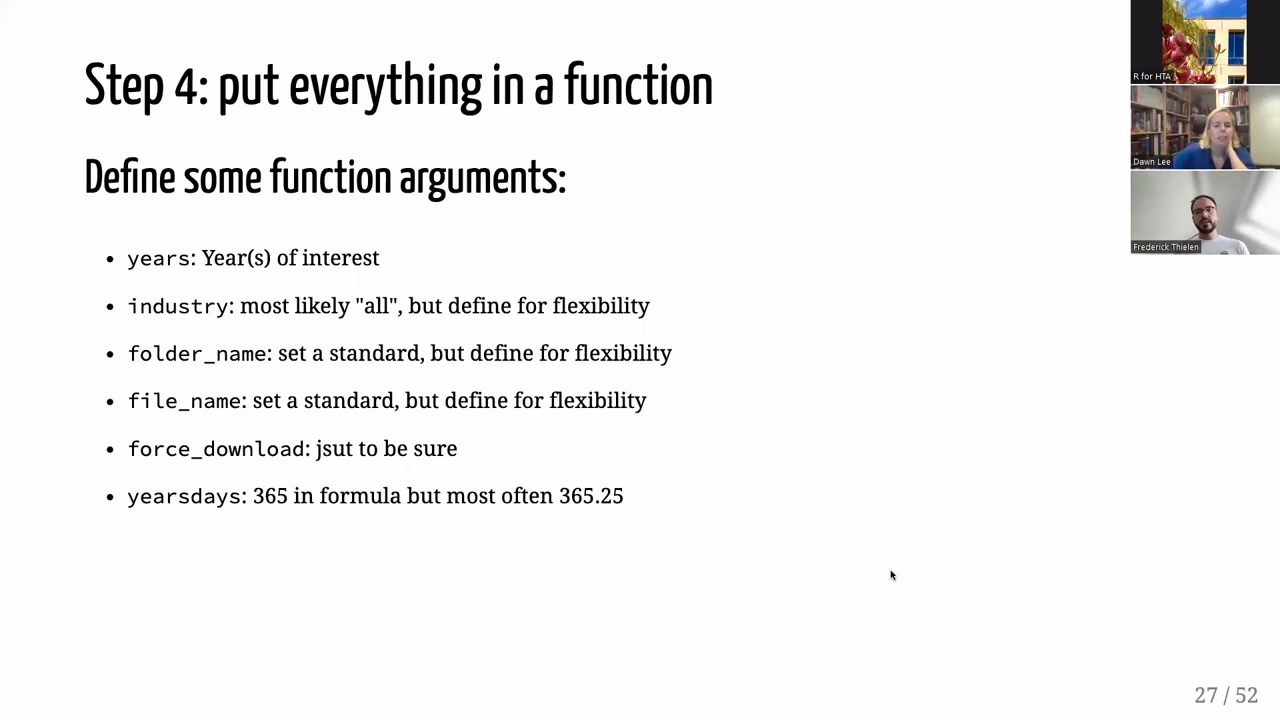 Step 4: put everything in a function
Define some function arguments:
• years: Year(s) of interest
• industry: most likely "all", but define for flexibility
• folder_name: set a standard, but define for flexibility
• file_name: set a standard, but define for flexibility
• force_download: jsut to be sure
• yearsdays: 365 in formula but most often 365.25
27 / 52
R for HTA
Dawn Lee
Frederick Thielen